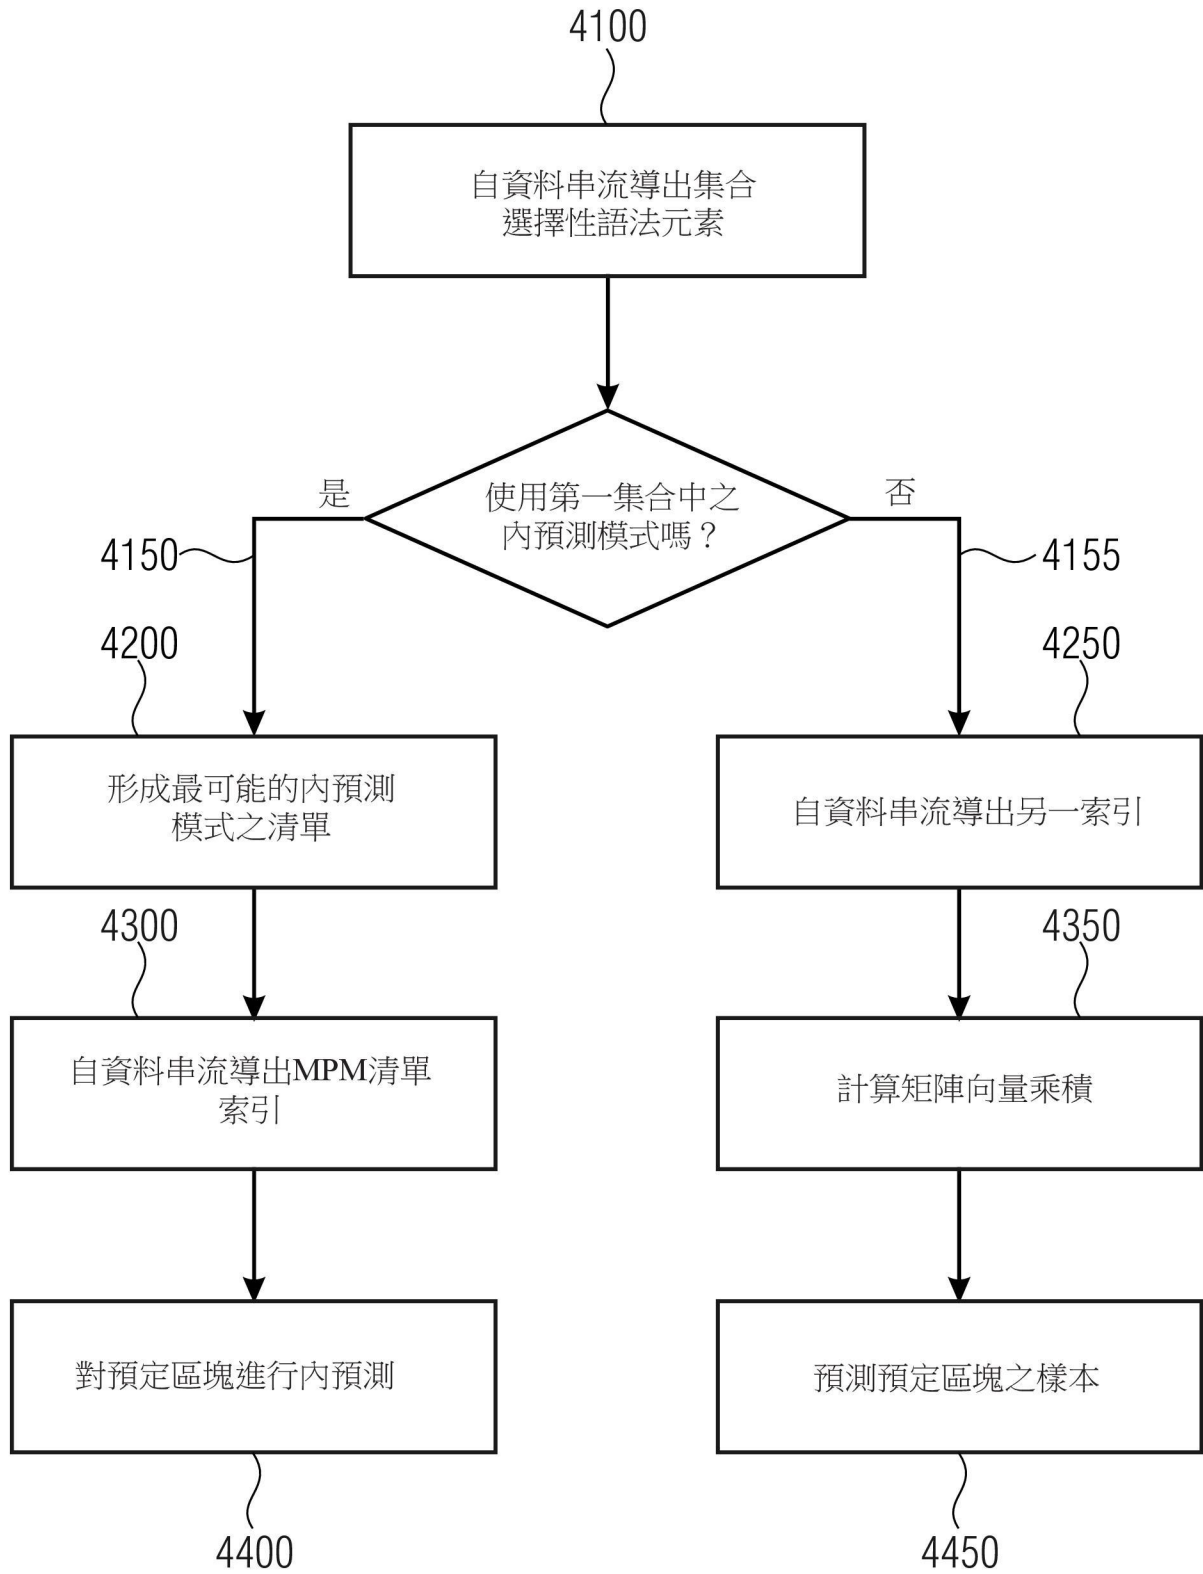 4100
自資料串流導出集合
選擇性語法元素
使用第一集合中之
內預測模式嗎？
是
否
4150
4155
4200
4250
形成最可能的內預測
模式之清單
自資料串流導出另一索引
4300
4350
自資料串流導出MPM清單
索引
計算矩陣向量乘積
對預定區塊進行內預測
預測預定區塊之樣本
4400
4450